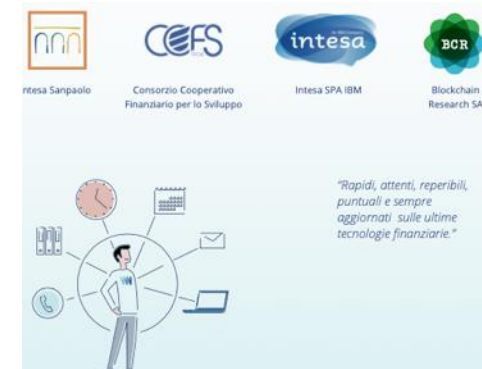 CCFS
intesa
BCR
ntesa Sanpaolo
Consorzio Cooperativo
Finanziario per lo Sviluppo
Intesa SPA IBM
Blockchain
Research SA
"Rapidi, attenti, reperibili,
puntuali e sempre
aggiornati sulle ultime
tecnologie finanziarie."